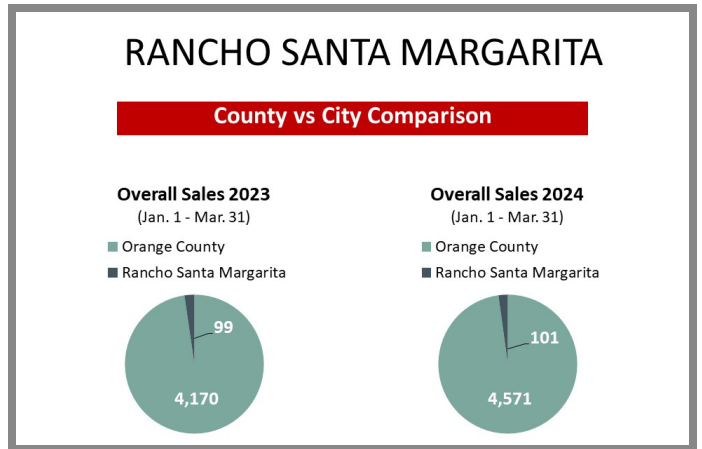 RANCHO SANTA MARGARITA
County vs City Comparison
Overall Sales 2023
(Jan. 1 - Mar. 31)
Orange County
Rancho Santa Margarita
99
4,170
Overall Sales 2024
(Jan. 1 - Mar. 31)
Orange County
Rancho Santa Margarita
101
4,571